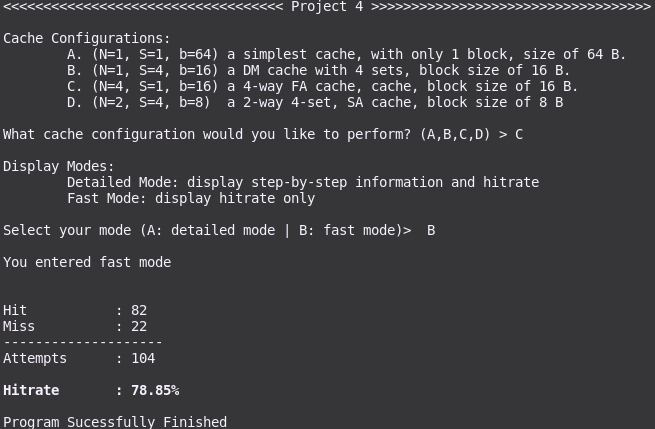 <<<<<<<<<<<<<<<<<<<<<<<<<<<<<<<<<<< Project 4 >>>>>>>>>>>>>>>>>>>>>>>>>>>>>>>>>>>
Cache Configurations:
A. (N=1, S=1, b=64) a simplest cache, with only 1 block, size of 64 B.
B. (N=1, S=4, b=16) a DM cache with 4 sets, block size of 16 B.
C. (N=4, S=1, b=16) a 4-way FA cache, cache, block size of 16 B.
D. (N=2, S=4, b=8)  a 2-way 4-set, SA cache, block size of 8 B
What cache configuration would you like to perform? (A,B,C,D) > C
Display Modes:
Detailed Mode: display step-by-step information and hitrate
Fast Mode: display hitrate only
Select your mode (A: detailed mode | B: fast mode)>  B
You entered fast mode
Hit           : 82
Miss          : 22
--------------------
Attempts      : 104
Hitrate       : 78.85%
Program Sucessfully Finished